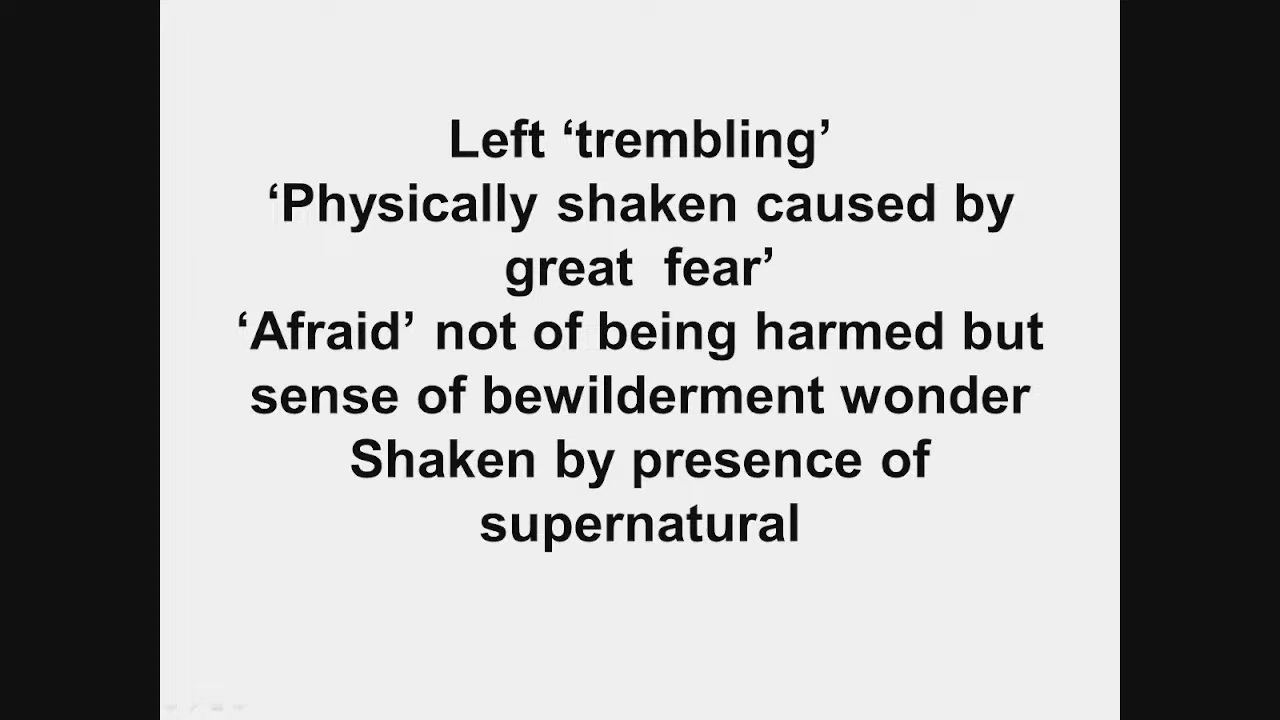 Left ‘trembling’
‘Physically shaken caused by
great  fear’
‘Afraid’ not of being harmed but
sense of bewilderment wonder
Shaken by presence of
supernatural